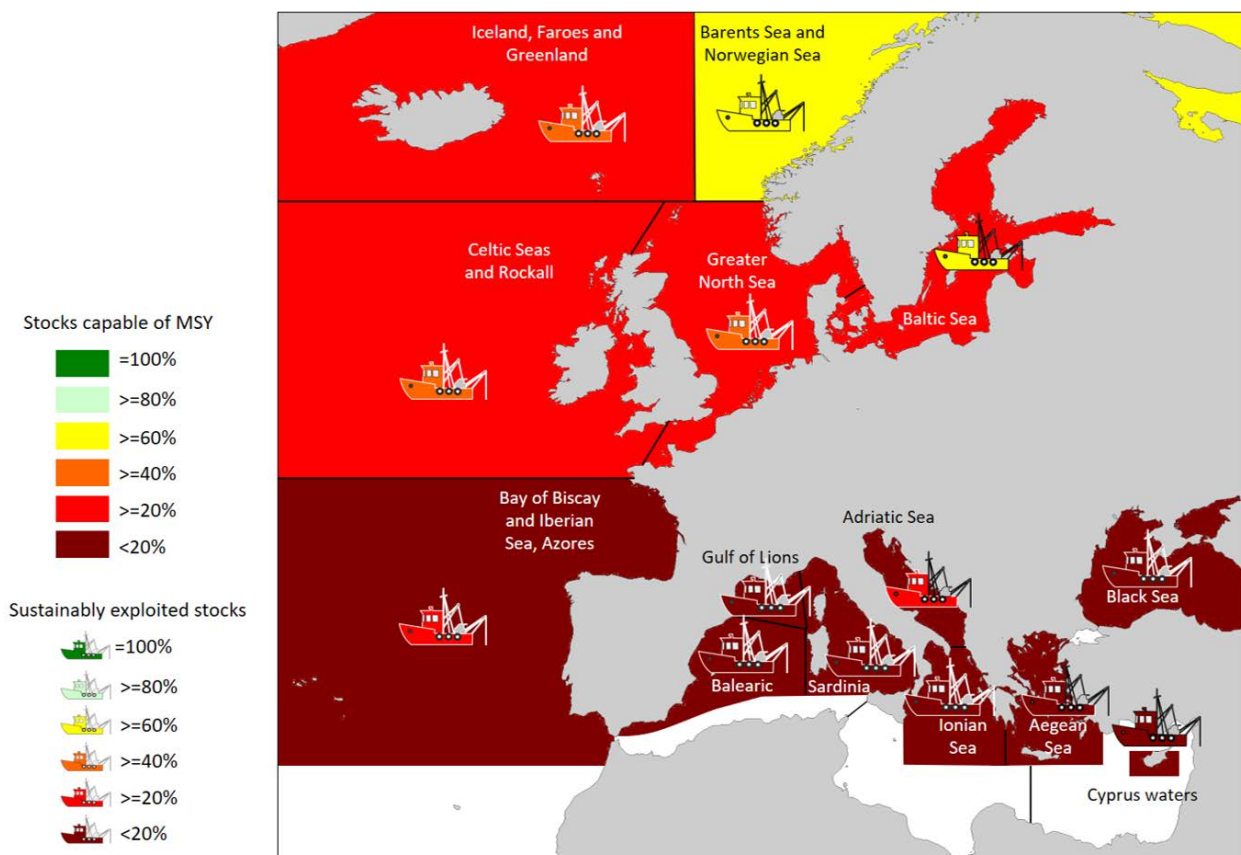 Iceland, Faroes and
Greenland
Barents Sea and
Norwegian Sea
Celtic Seas
and Rockall
Greater
North Sea
Baltic Sea
Stocks capable of MSY
=100%
>=80%
>=60%
>=40%
>=20%
<20%
Bay of Biscay
and Iberian
Sea, Azores
Adriatic Sea
Gulf of Lions
Black Sea
Balearic
Sardinia
Ionian
Sea
Aegean
Sea
Cyprus waters
Sustainably exploited stocks
=100%
>=80%
>=60%
>=40%
>=20%
<20%